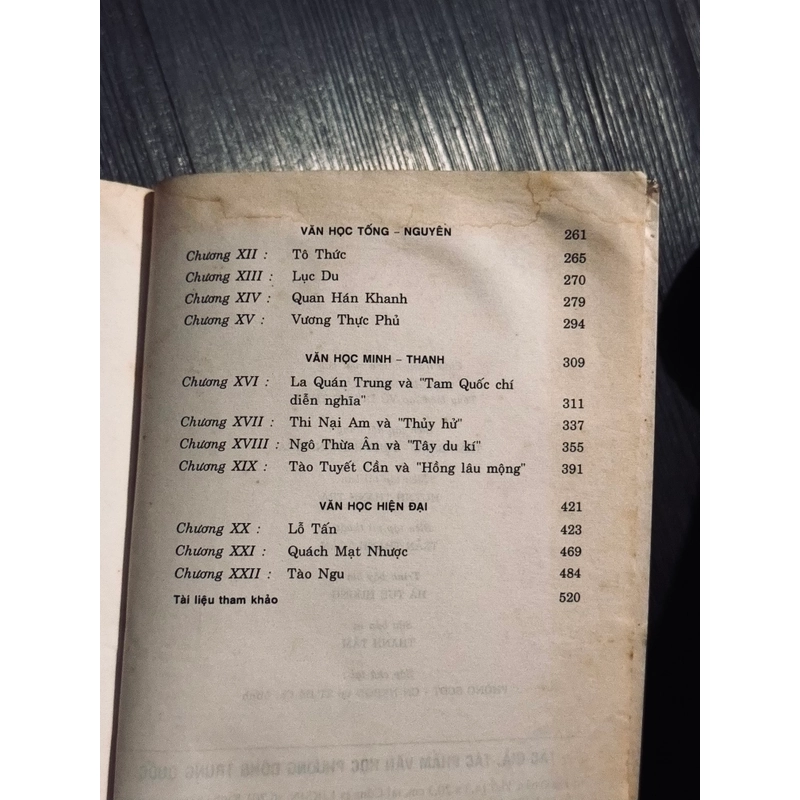 VĂN HỌC TỐNG – NGUYÊN 261
Chương XII : Tô Thức 265
Chương XIII : Lục Du 270
Chương XIV : Quan Hán Khanh 279
Chương XV : Vương Thực Phủ 294
VĂN HỌC MINH – THANH 309
Chương XVI : La Quán Trung và "Tam Quốc chí
diễn nghĩa" 311
Chương XVII : Thi Nại Am và "Thủy hử" 337
Chương XVIII : Ngô Thừa Ân và "Tây du kí" 355
Chương XIX : Tào Tuyết Cần và "Hồng lâu mộng" 391
VĂN HỌC HIỆN ĐẠI 421
Chương XX : Lỗ Tấn 423
Chương XXI : Quách Mạt Nhược 469
Chương XXII : Tào Ngu 484
Tài liệu tham khảo 520